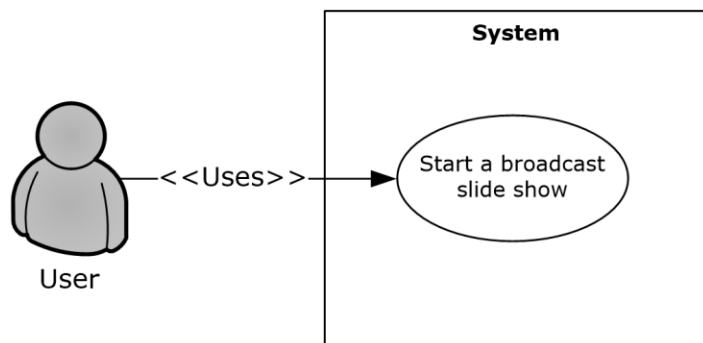 System
<<Uses>>
Start a broadcast
slide show
User